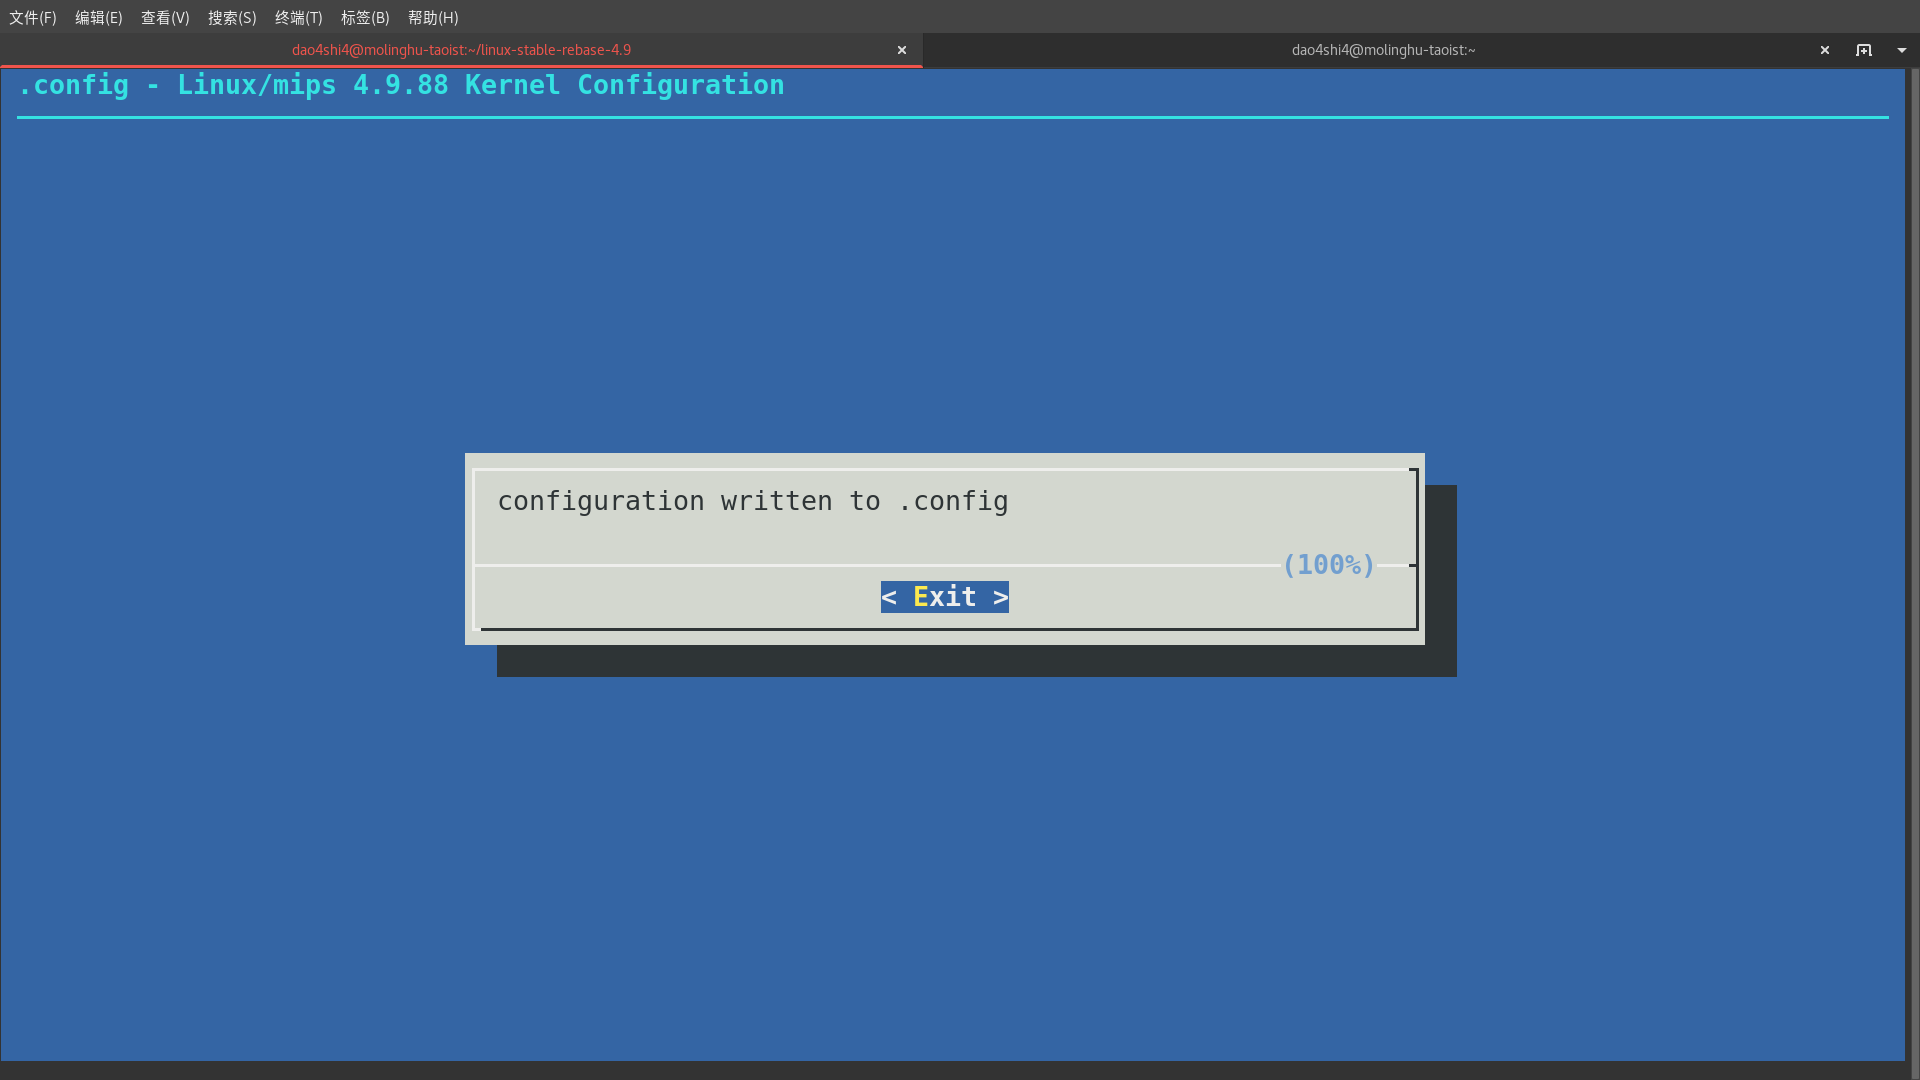 文件(F) 编辑(E) 查看(V) 搜索(S) 终端(T) 标签(B) 帮助(H)
dao4shi4@molinghu-taoist:~/linux-stable-rebase-4.9 dao4shi4@molinghu-taoist:~
.config - Linux/mips 4.9.88 Kernel Configuration
configuration written to .config
(100%)
< Exit >